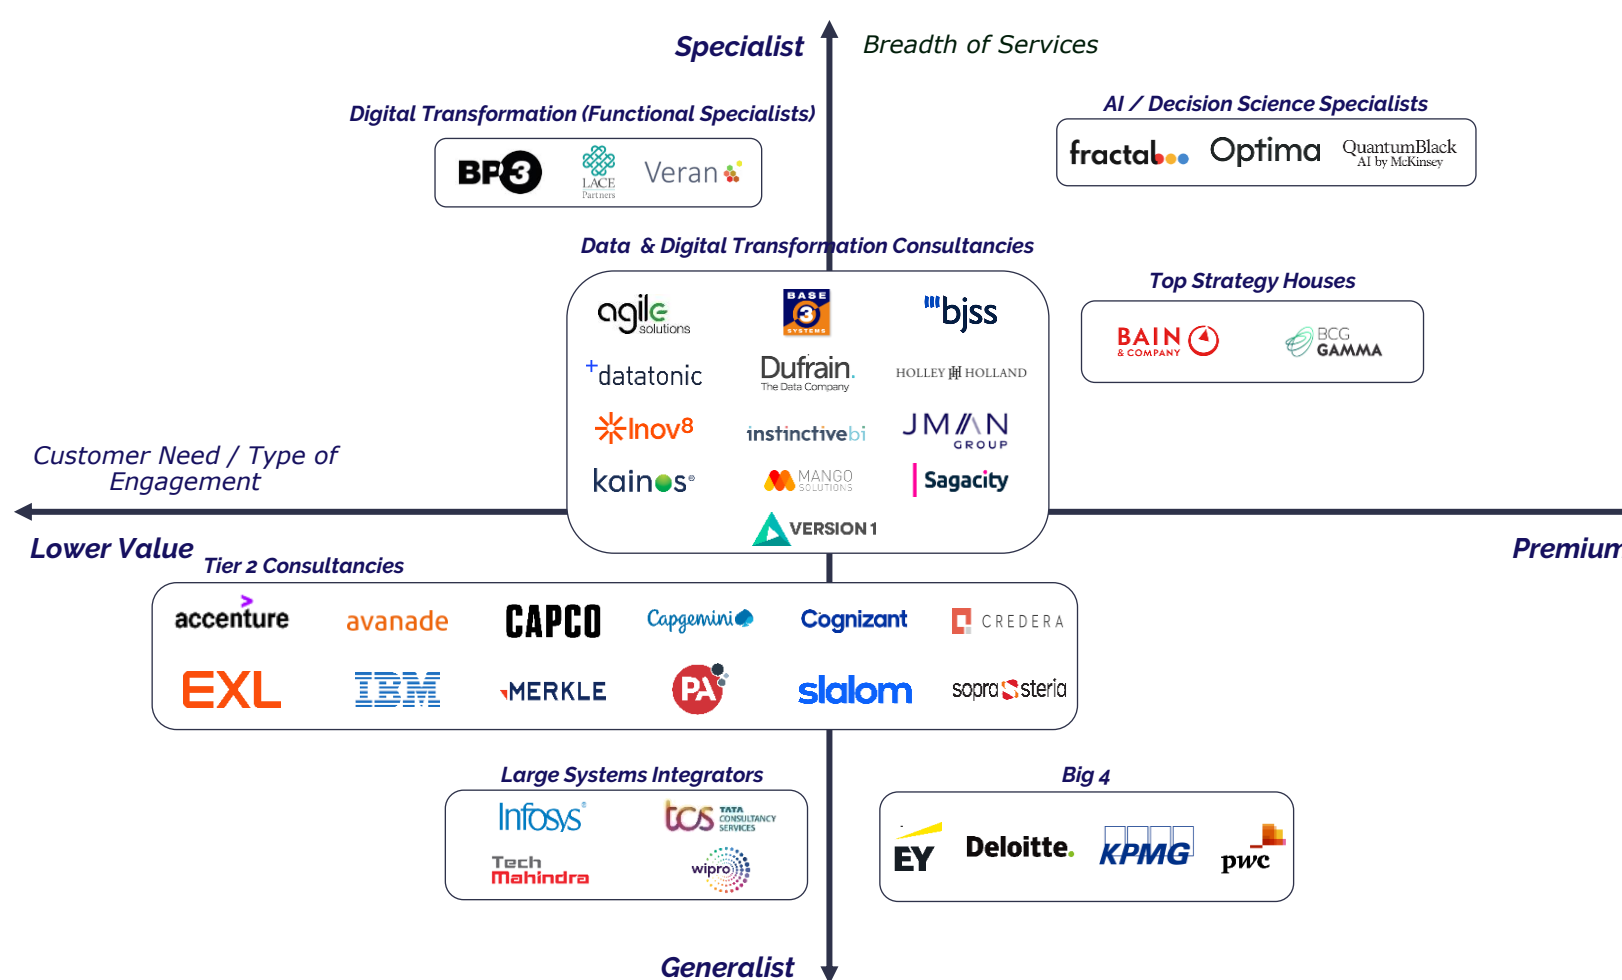 Specialist
Breadth of Services
Digital Transformation (Functional Specialists)
AI / Decision Science Specialists
BP3
LACE
Partners
Veran
fractal
Optima
QuantumBlack
AI by McKinsey
Data & Digital Transformation Consultancies
Top Strategy Houses
agile
solutions
BASE
3
SYSTEMS
bjss
BAIN
& COMPANY
BCG
GAMMA
+datatonic
Dufrain.
The Data Company
HOLLEY HH HOLLAND
Inov8
instinctivebi
JMAN
GROUP
Customer Need / Type of
Engagement
kainos®
MANGO
SOLUTIONS
Sagacity
VERSION 1
Lower Value
Premium
Tier 2 Consultancies
accenture
avanade
CAPCO
Capgemini
Cognizant
CREDERA
EXL
IBM
MERKLE
PA
slalom
sopra steria
Large Systems Integrators
Big 4
Infosys®
tcs TATA
CONSULTANCY
SERVICES
Tech
Mahindra
wipro
EY
Deloitte.
KPMG
pwc
Generalist